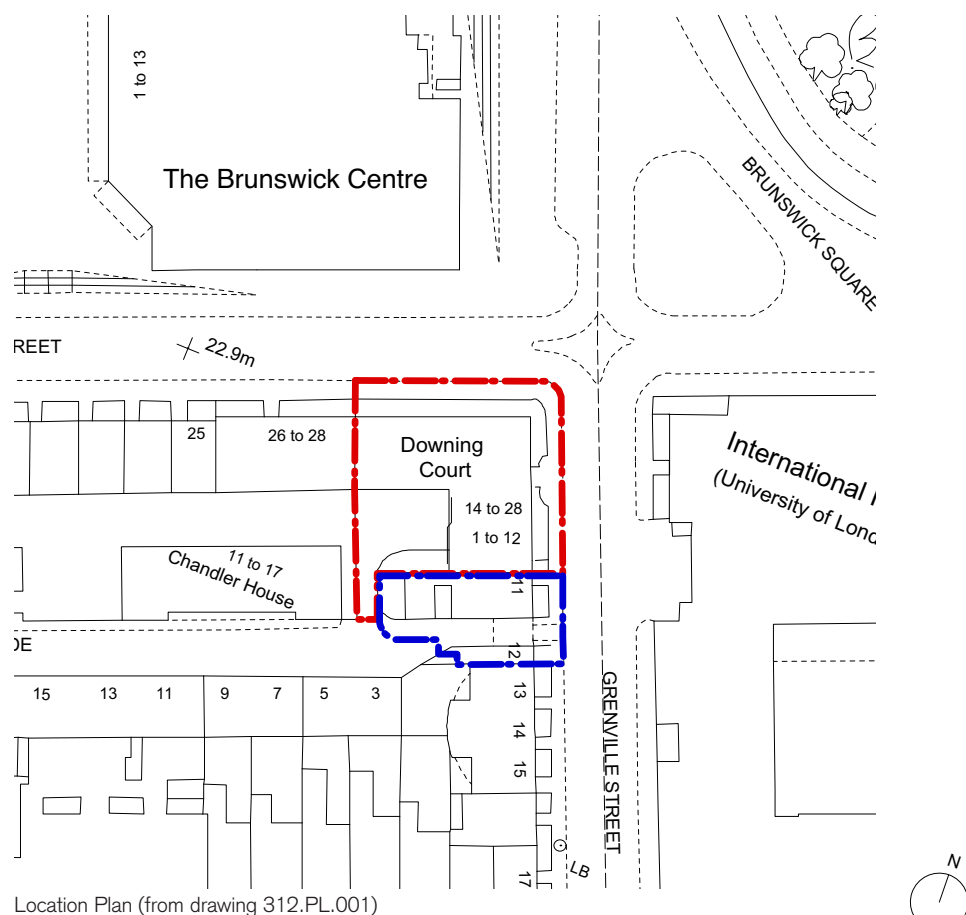 1 to 13
The Brunswick Centre
BRUNSWICK SQUARE
REET
22.9m
25
26 to 28
Downing
Court
14 to 28
1 to 12
International
(University of Lond
11 to 17
Chandler House
11
DE
12
15
13
11
9
7
5
3
13
14
15
17
GRENVILLE STREET
LB
N
Location Plan (from drawing 312.PL.001)